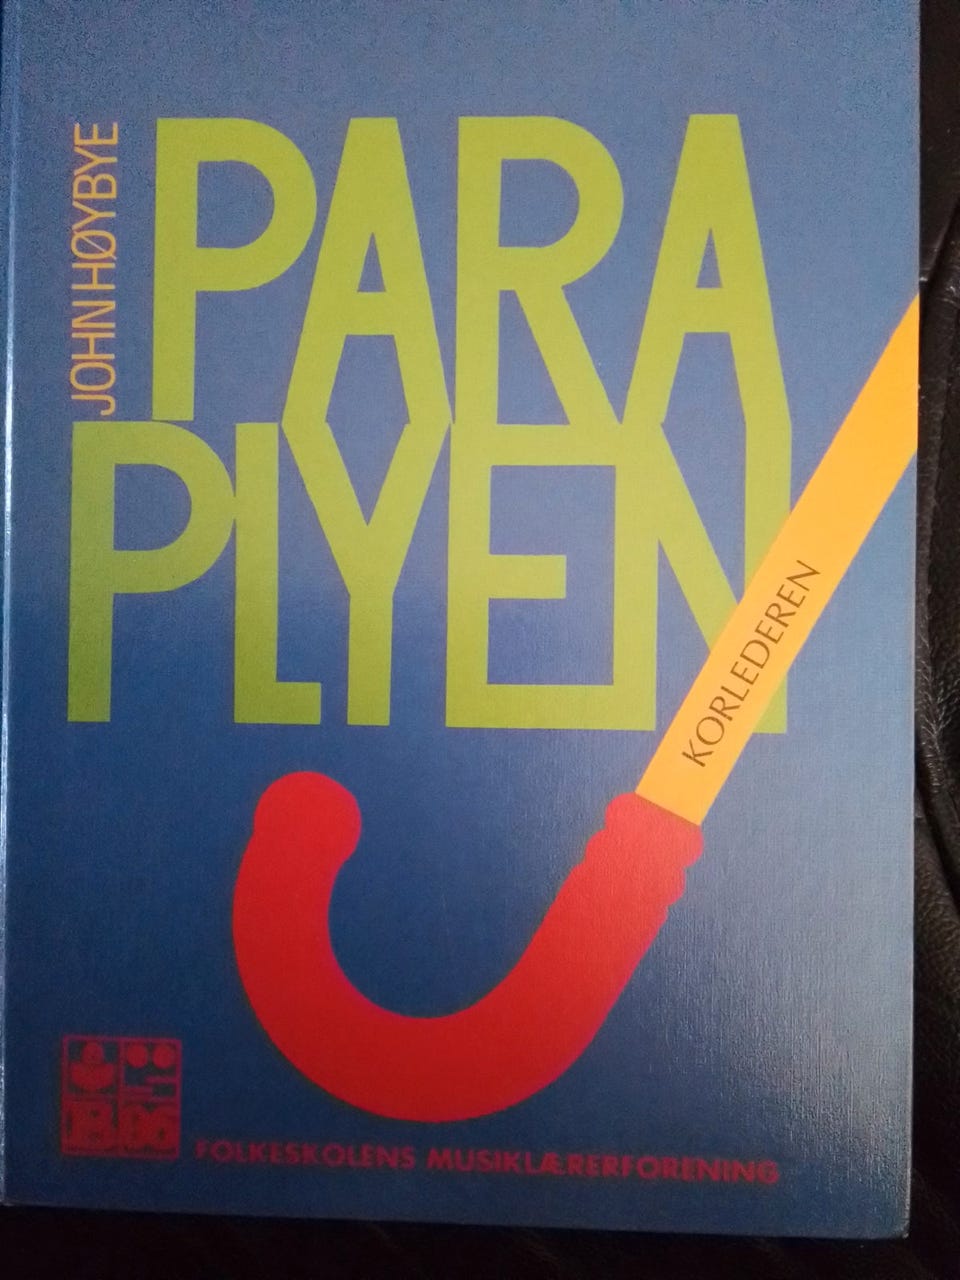 JOHN HØYBYE
PARA
PLYEN
KORLEDEREN
FOLKESKOLENS MUSIKLÆRERFORENING